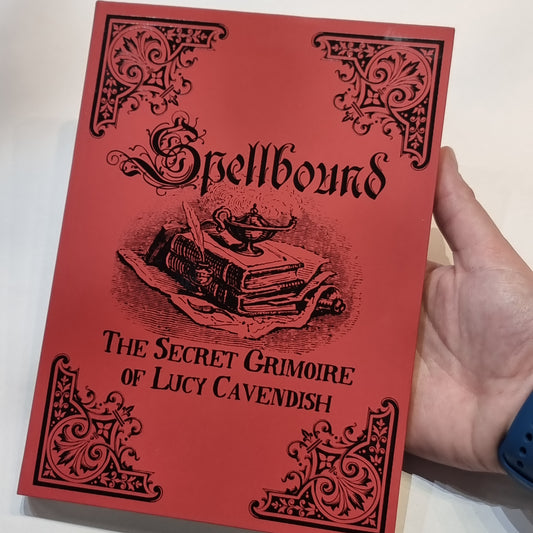 Spellbound
The Secret Grimoire
of Lucy Cavendish